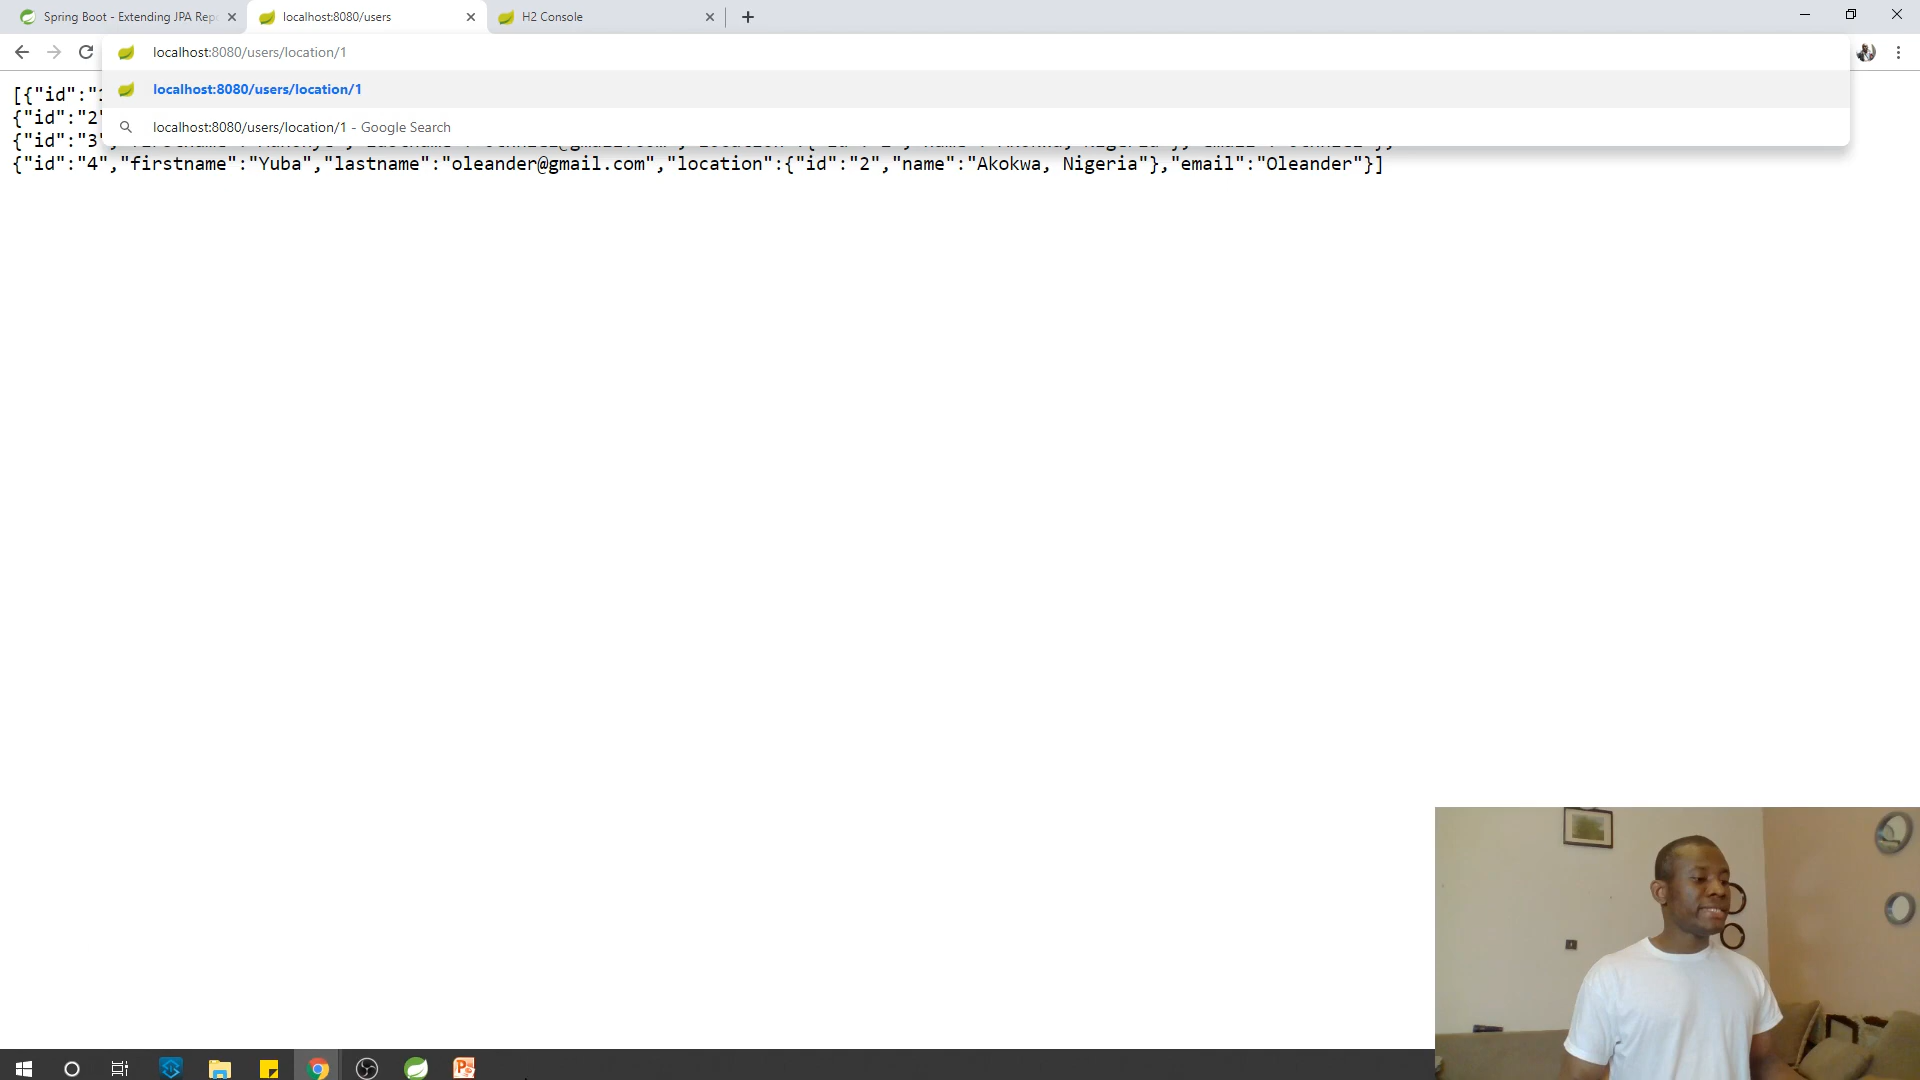 Spring Boot - Extending JPA Rep
localhost:8080/users
H2 Console
localhost:8080/users/location/1
localhost:8080/users/location/1
localhost:8080/users/location/1 - Google Search
[{"id":"
{"id":"2"
{"id":"3"
{"id":"4","firstname":"Yuba","lastname":"oleander@gmail.com","location":{"id":"2","name":"Akokwa, Nigeria"},"email":"Oleander"}]